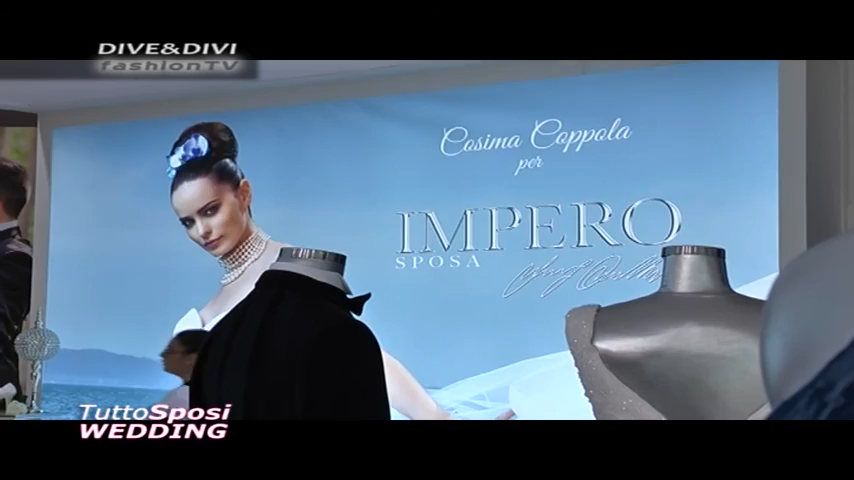 DIVE&DIVI
fashionTV
Cosima Coppola
per
IMPERO
SPOSA
TuttoSposi
WEDDING